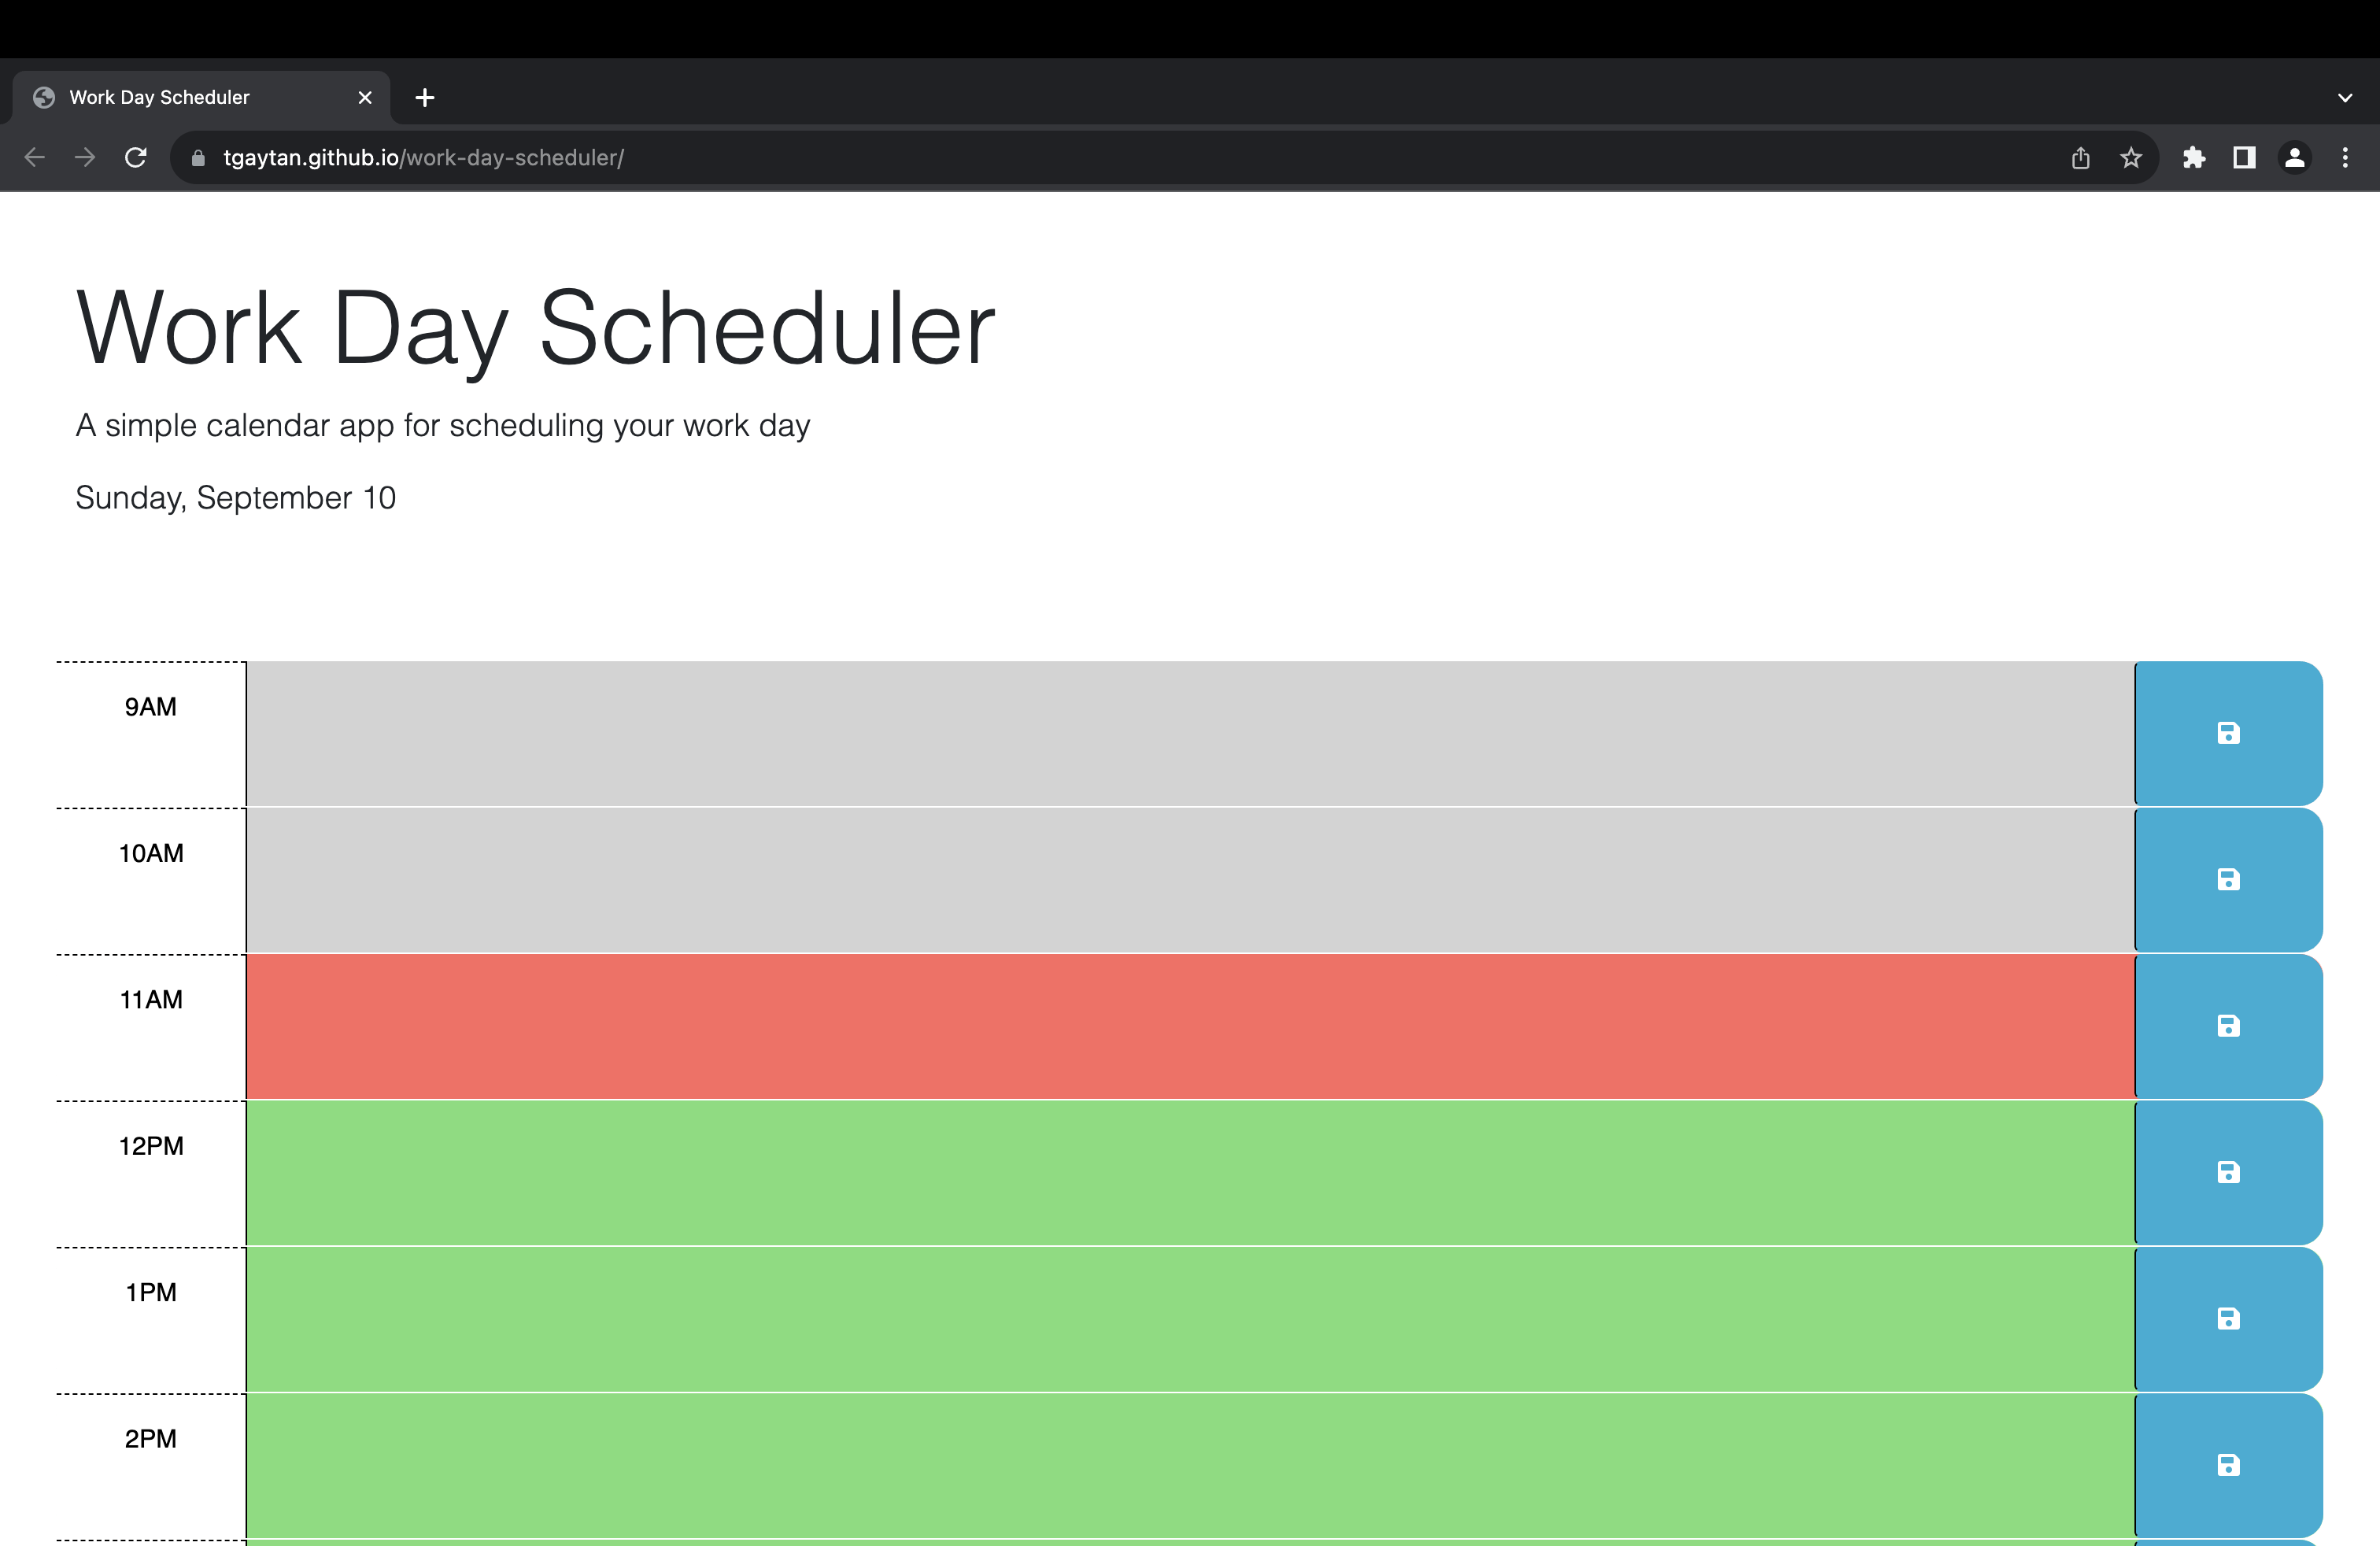 Work Day Scheduler
tgaytan.github.io/work-day-scheduler/
Work Day Scheduler
A simple calendar app for scheduling your work day
Sunday, September 10
9AM
10AM
11AM
12PM
1PM
2PM